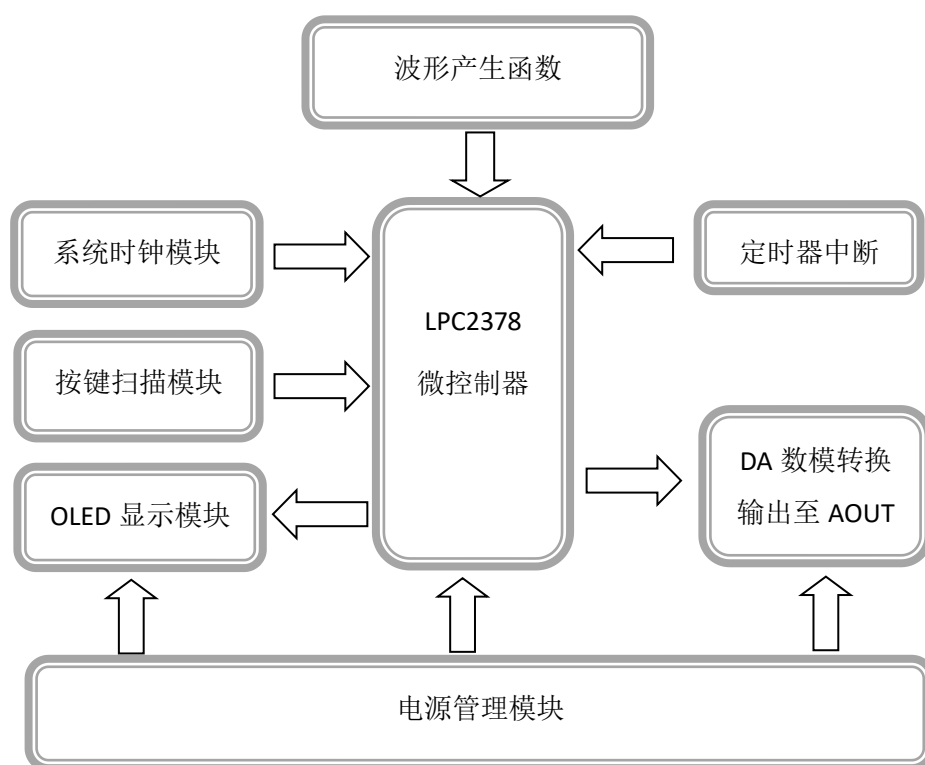 波形产生函数
系统时钟模块
定时器中断
LPC2378
微控制器
按键扫描模块
OLED 显示模块
DA 数模转换
输出至 AOUT
电源管理模块